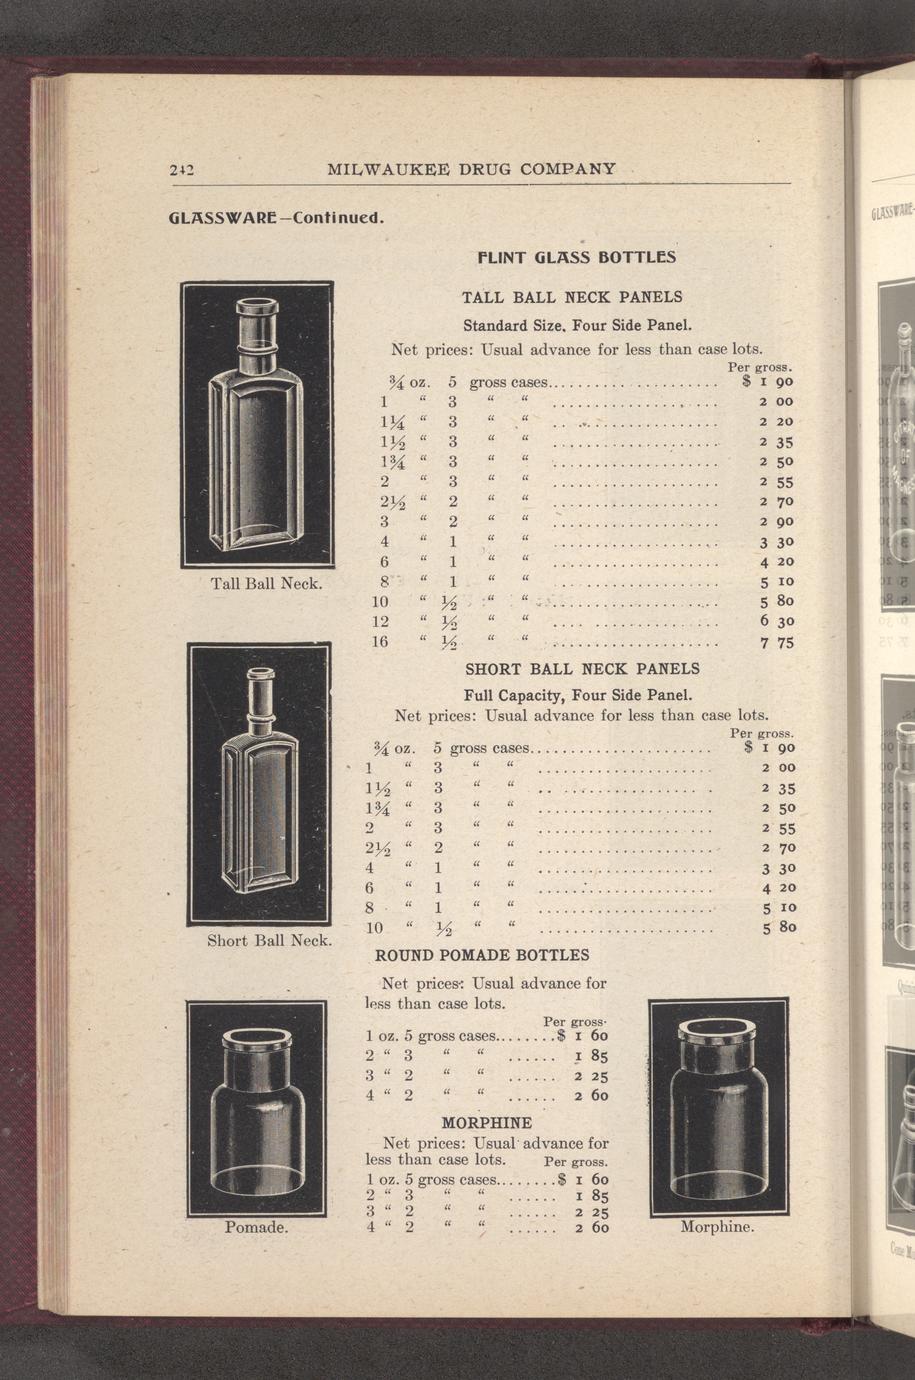 242 MILWAUKEE DRUG COMPANY
GLASSWARE—Continued.
FLINT GLASS BOTTLES
TALL BALL NECK PANELS
Standard Size, Four Side Panel.
Net prices: Usual advance for less than case lots.
Per gross.
¾ oz. 5 gross cases.................... $ 1 90
1 “ 3 “ “ .................... 2 00
1¼ “ 3 “ “ .................... 2 20
1½ “ 3 “ “ .................... 2 35
1¾ “ 3 “ “ .................... 2 50
2 “ 3 “ “ .................... 2 55
2½ “ 2 “ “ .................... 2 70
3 “ 2 “ “ .................... 2 90
4 “ 1 “ “ .................... 3 30
6 “ 1 “ “ .................... 4 20
8 “ 1 “ “ .................... 5 10
10 “ ½ “ “ .................... 5 80
12 “ ½ “ “ .................... 6 30
16 “ ½ “ “ .................... 7 75
Tall Ball Neck.
SHORT BALL NECK PANELS
Full Capacity, Four Side Panel.
Net prices: Usual advance for less than case lots.
Per gross.
¾ oz. 5 gross cases...................... $ 1 90
1 “ 3 “ “ ..................... 2 00
1½ “ 3 “ “ ..................... 2 35
1¾ “ 3 “ “ ..................... 2 50
2 “ 3 “ “ ..................... 2 55
2½ “ 2 “ “ ..................... 2 70
4 “ 1 “ “ ..................... 3 30
6 “ 1 “ “ ..................... 4 20
8 “ 1 “ “ ..................... 5 10
10 “ ½ “ “ ..................... 5 80
Short Ball Neck.
ROUND POMADE BOTTLES
Net prices: Usual advance for
less than case lots.
Per gross.
1 oz. 5 gross cases........$ 1 60
2 “ 3 “ “ ...... 1 85
3 “ 2 “ “ ...... 2 25
4 “ 2 “ “ ...... 2 60
MORPHINE
Net prices: Usual advance for
less than case lots. Per gross.
1 oz. 5 gross cases........$ 1 60
2 “ 3 “ “ ...... 1 85
3 “ 2 “ “ ...... 2 25
4 “ 2 “ “ ...... 2 60
Pomade.
Morphine.
GLASSWARE